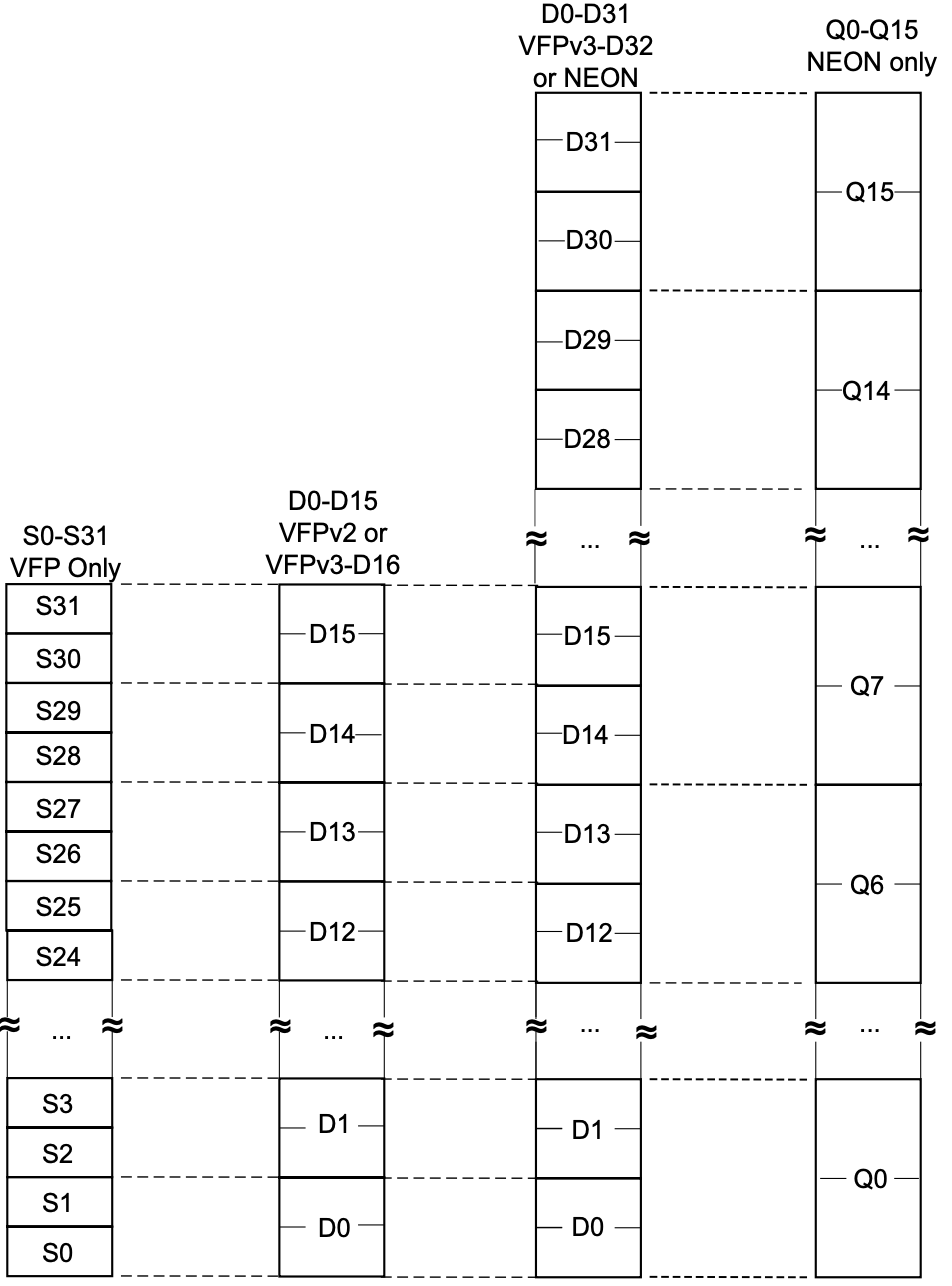 D0-D31
VFPv3-D32
or NEON
Q0-Q15
NEON only
D31
Q15
D30
D29
Q14
D28
S0-S31
VFP Only
D0-D15
VFPv2 or
VFPv3-D16
...
...
S31
D15
D15
S30
Q7
S29
D14
D14
S28
S27
D13
D13
S26
Q6
S25
D12
D12
S24
...
...
...
...
S3
D1
D1
S2
Q0
S1
D0
D0
S0